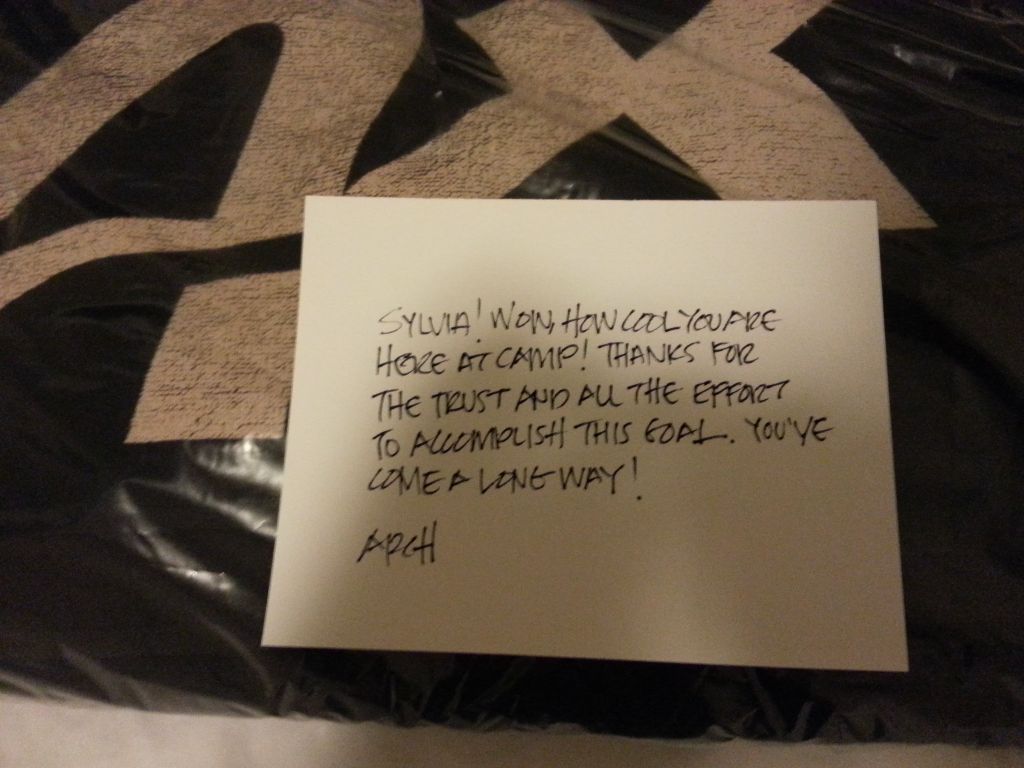 SYLVIA! WOW, HOW COOL YOU ARE
HERE AT CAMP! THANKS FOR
THE TRUST AND ALL THE EFFORT
TO ACCOMPLISH THIS GOAL. YOU'VE
COME A LONG WAY!
ARCH